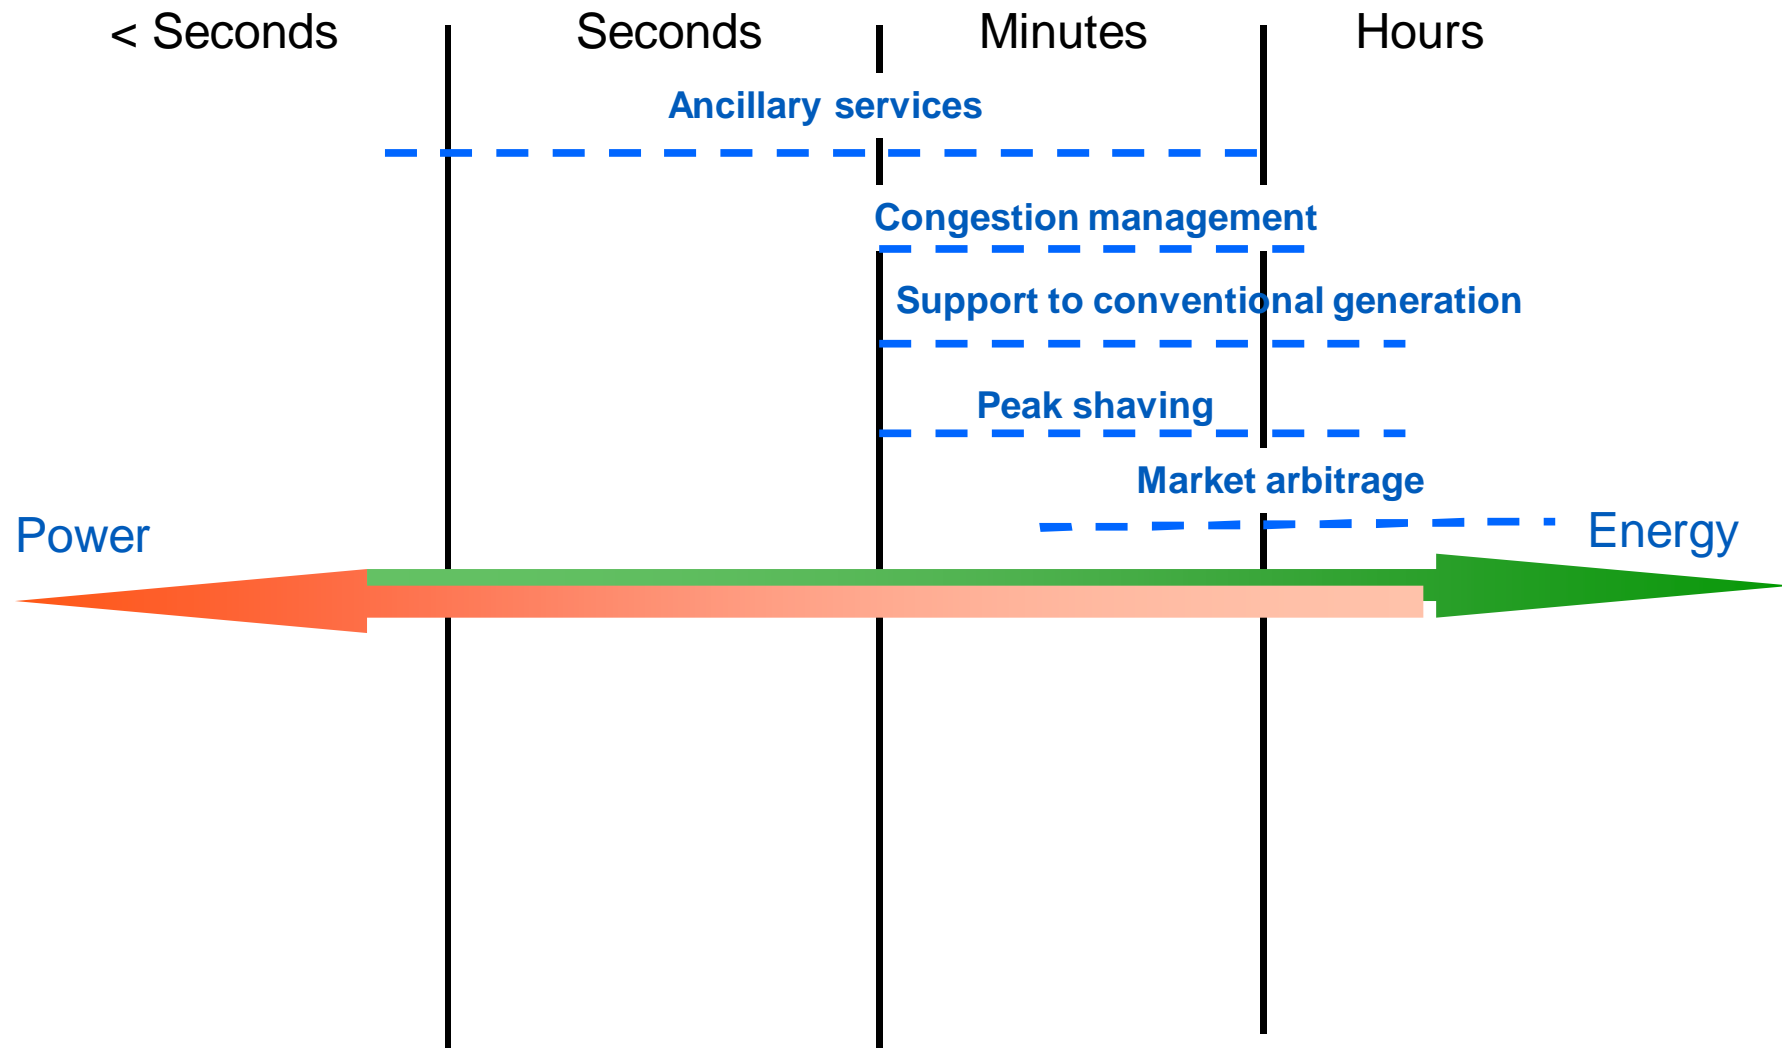 < Seconds
Seconds
Minutes
Hours
Ancillary services
Congestion management
Support to conventional generation
Peak shaving
Market arbitrage
Power
Energy